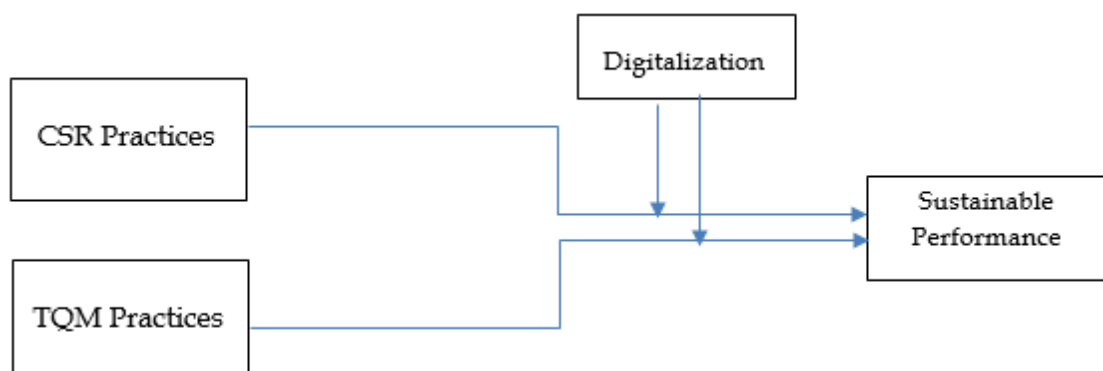 Digitalization
CSR Practices
Sustainable
Performance
TQM Practices